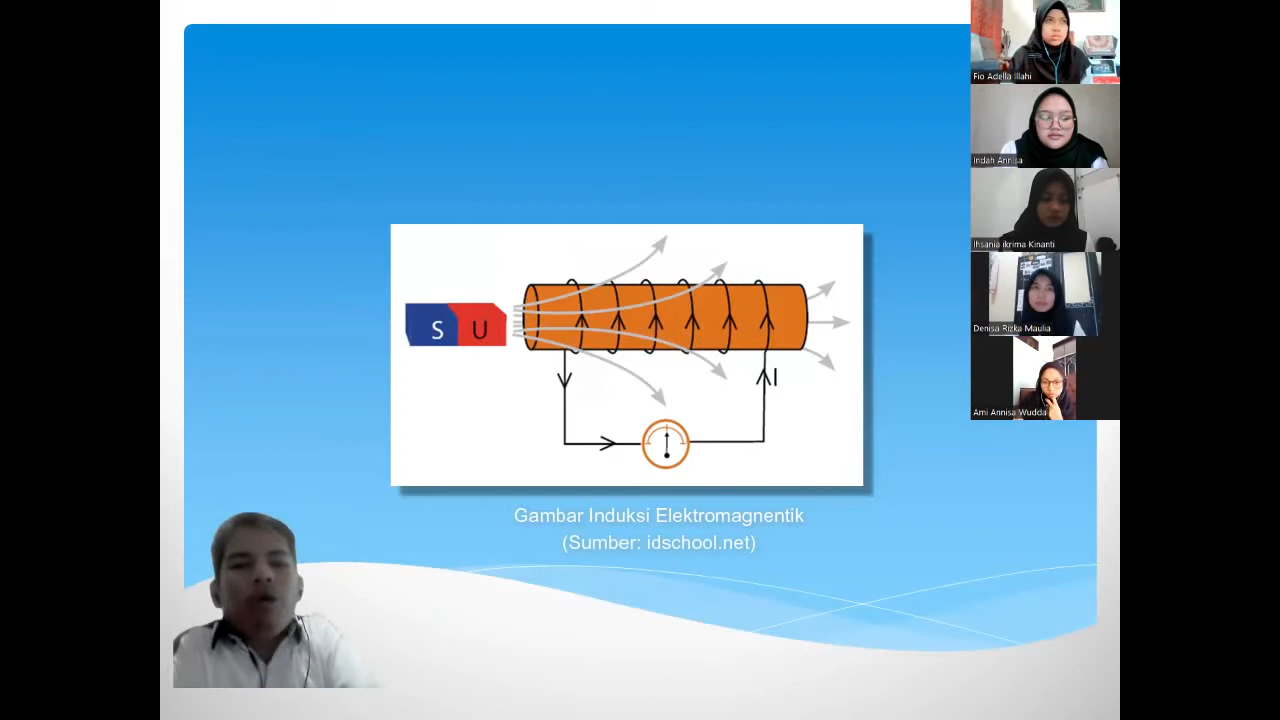 S U
I
Gambar Induksi Elektromagnentik
(Sumber: idschool.net)
Fio Adella Illahi
Indah Annisa
Ihsania ikrima Kinanti
Denisa Rizka Maulia
Ami Annisa Wudda